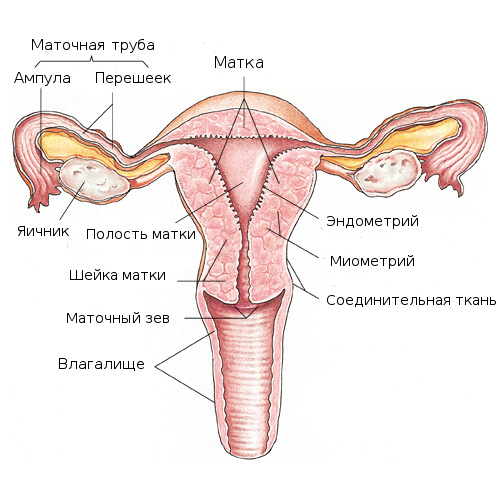 Маточная труба
Ампула
Перешеек
Матка
Яичник
Полость матки
Эндометрий
Миометрий
Шейка матки
Соединительная ткань
Маточный зев
Влагалище